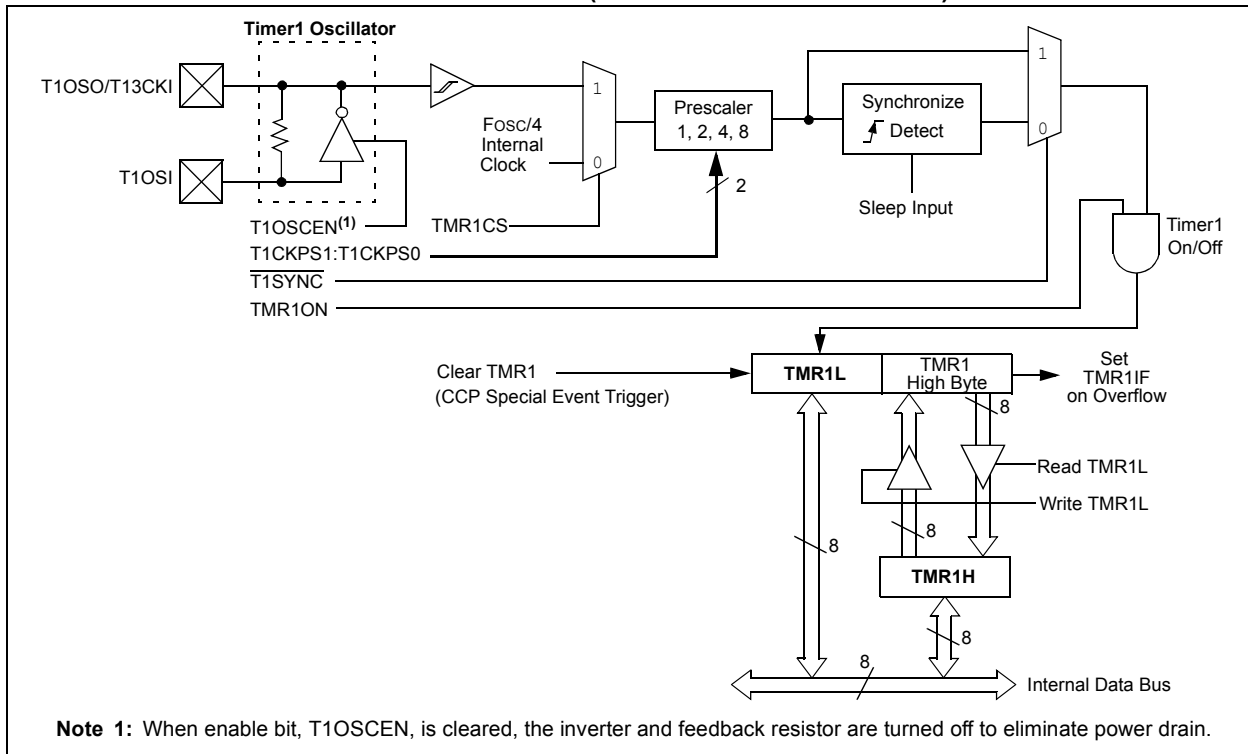 Timer1 Oscillator
T1OSO/T13CKI
T1OSI
1
0
FOSC/4
Internal
Clock
Prescaler
1, 2, 4, 8
2
Synchronize
Detect
Sleep Input
1
0
T1OSCEN(1)
TMR1CS
T1CKPS1:T1CKPS0
T1SYNC
TMR1ON
Timer1
On/Off
Clear TMR1
(CCP Special Event Trigger)
TMR1L
TMR1
High Byte
Set
TMR1IF
on Overflow
8
Read TMR1L
Write TMR1L
8
8
TMR1H
8
8
Internal Data Bus
Note 1: When enable bit, T1OSCEN, is cleared, the inverter and feedback resistor are turned off to eliminate power drain.